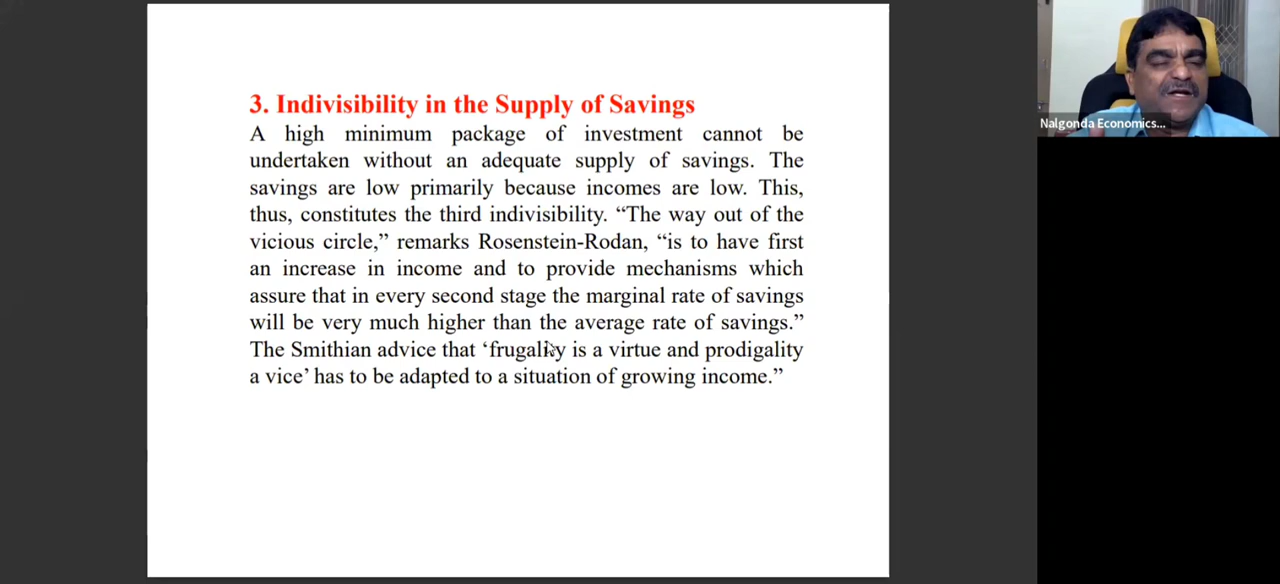 3. Indivisibility in the Supply of Savings
A high minimum package of investment cannot be
undertaken without an adequate supply of savings. The
savings are low primarily because incomes are low. This,
thus, constitutes the third indivisibility. “The way out of the
vicious circle,” remarks Rosenstein-Rodan, “is to have first
an increase in income and to provide mechanisms which
assure that in every second stage the marginal rate of savings
will be very much higher than the average rate of savings.”
The Smithian advice that ‘frugality is a virtue and prodigality
a vice’ has to be adapted to a situation of growing income.”
Nalgonda Economics...